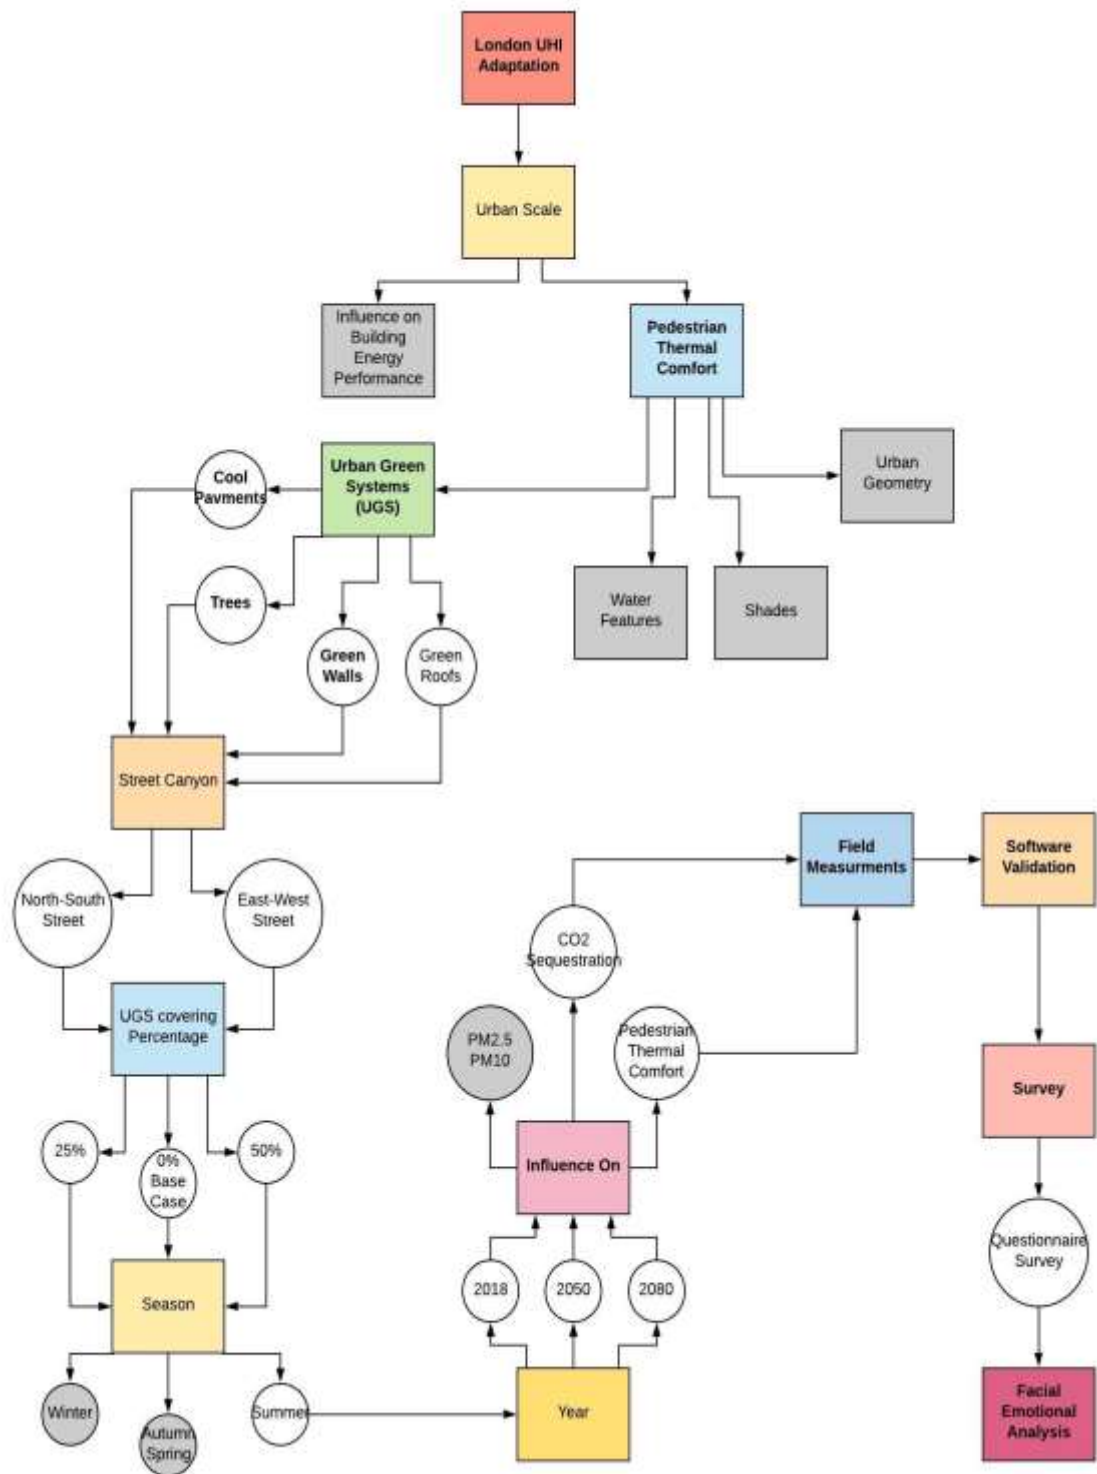 London UHI
Adaptation
Urban Scale
Influence on
Building
Energy
Performance
Pedestrian
Thermal
Comfort
Urban
Geometry
Cool
Pavments
Urban Green
Systems
(UGS)
Water
Features
Shades
Trees
Green
Walls
Green
Roofs
Street Canyon
North-South
Street
East-West
Street
UGS covering
Percentage
25%
0%
Base
Case
50%
Season
Winter
Autumn
Spring
Summer
Year
2018
2050
2080
Influence On
PM2.5
PM10
CO2
Sequestration
Pedestrian
Thermal
Comfort
Field
Measurments
Software
Validation
Survey
Questionnaire
Survey
Facial
Emotional
Analysis